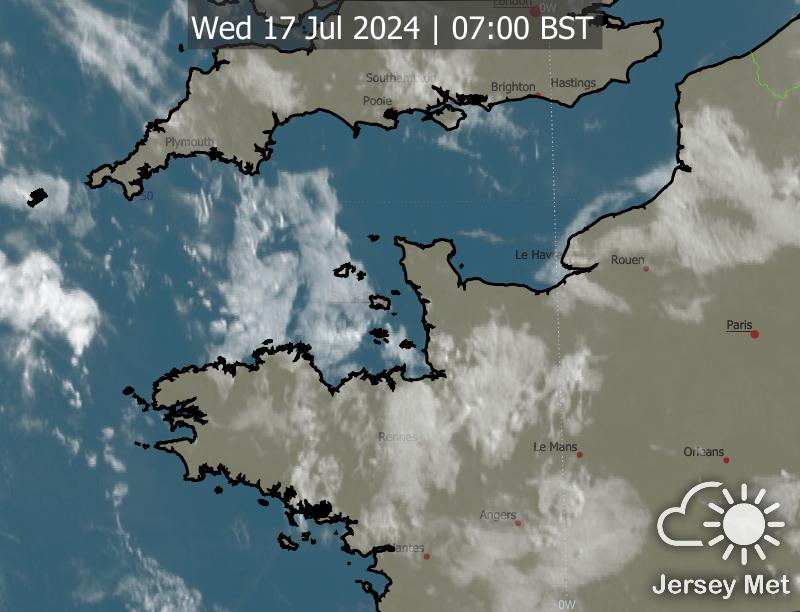 London
0W
Wed 17 Jul 2024 | 07:00 BST
Southampton
Brighton
Hastings
Poole
Plymouth
50
Le Hav
Rouen
Paris
Rennes
Le Mans
Orléans
Angers
Nantes
Jersey Met
0W